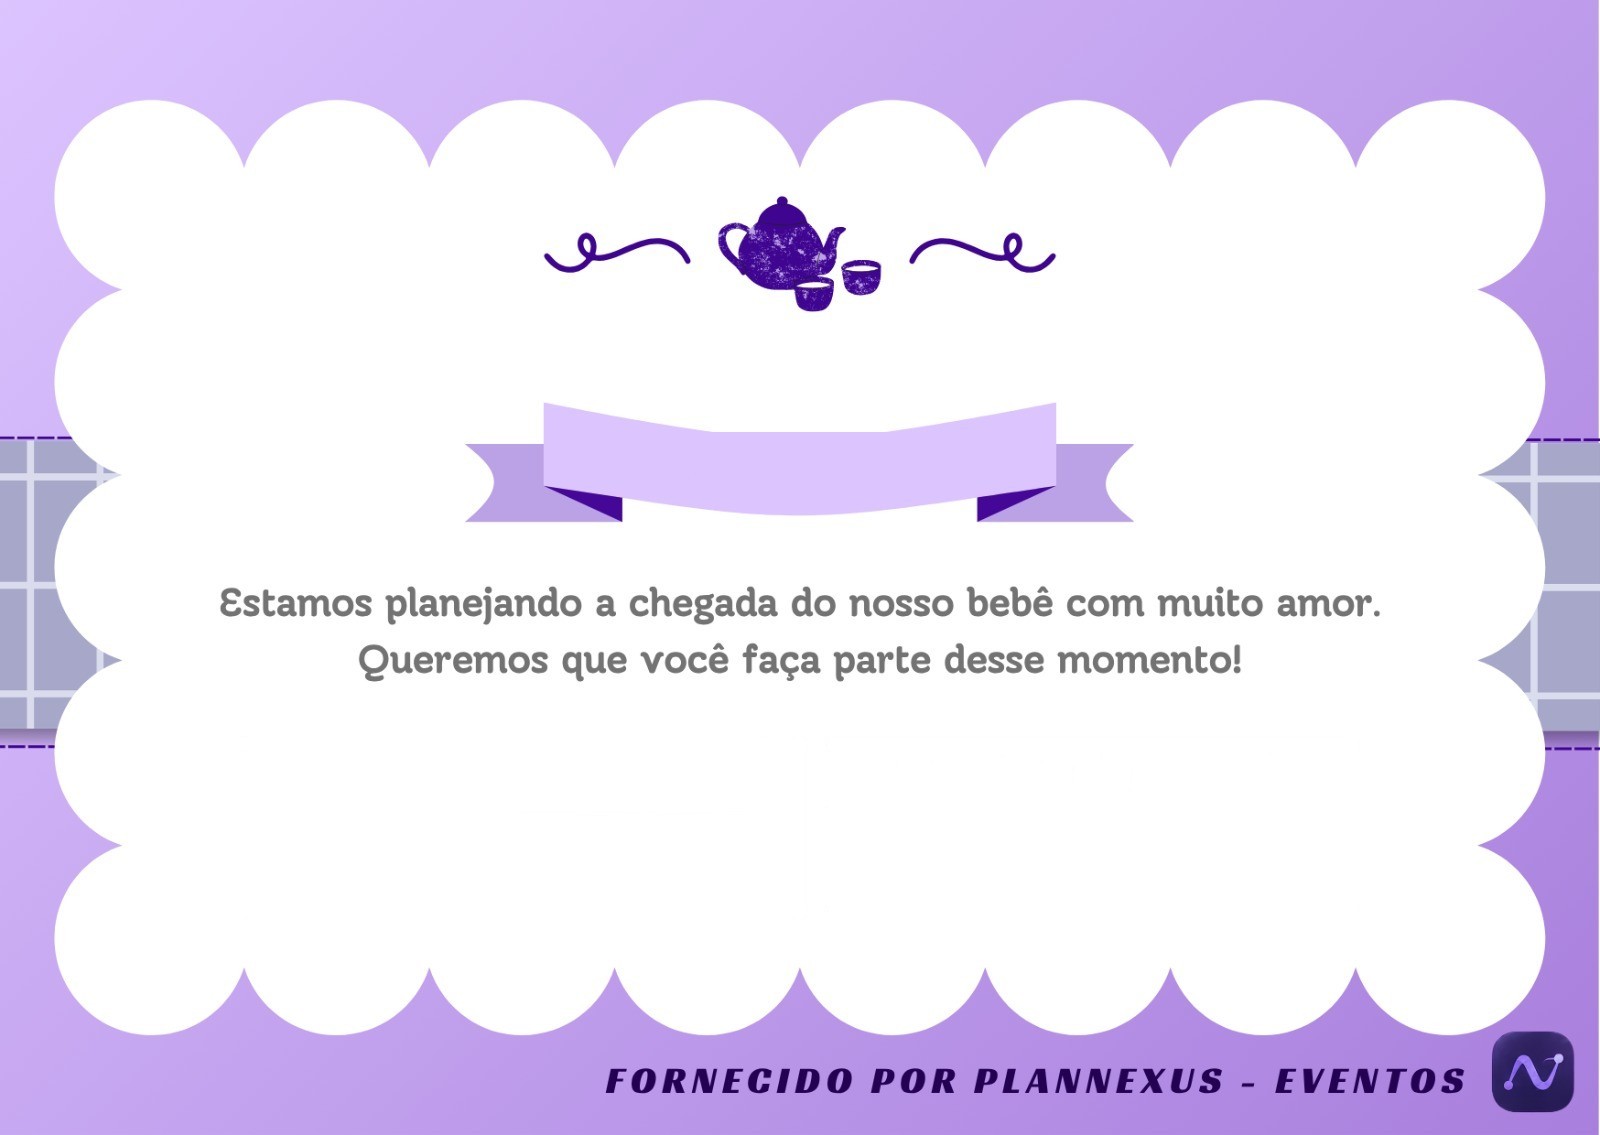 Estamos planejando a chegada do nosso bebê com muito amor.
Queremos que você faça parte desse momento!
FORNECIDO POR PLANNEXUS - EVENTOS